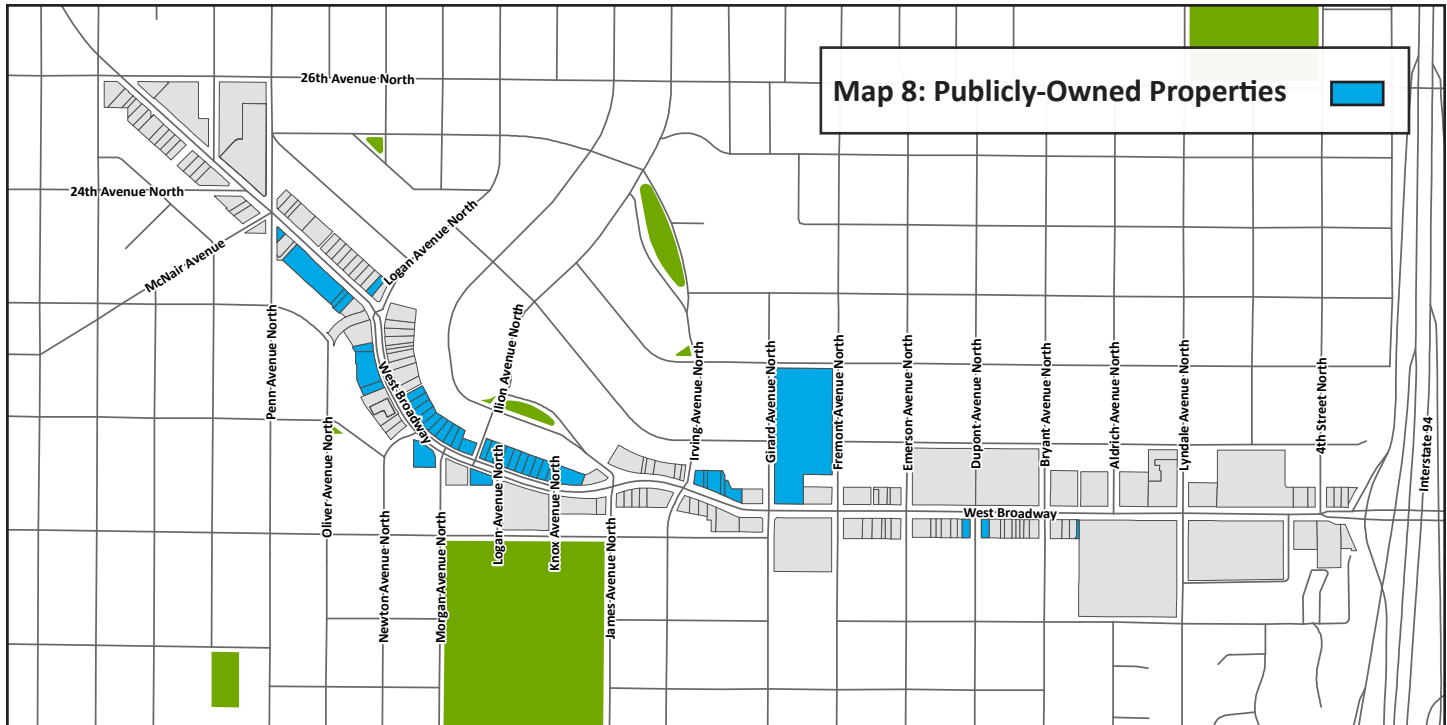 26th Avenue North
Map 8: Publicly-Owned Properties
24th Avenue North
McNair Avenue
Logan Avenue North
Penn Avenue North
West Broadway
Ilion Avenue North
Oliver Avenue North
Newton Avenue North
Morgan Avenue North
Logan Avenue North
Knox Avenue North
James Avenue North
Irving Avenue North
Girard Avenue North
Fremont Avenue North
Emerson Avenue North
Dupont Avenue North
Bryant Avenue North
Aldrich Avenue North
Lyndale Avenue North
4th Street North
Interstate 94
West Broadway